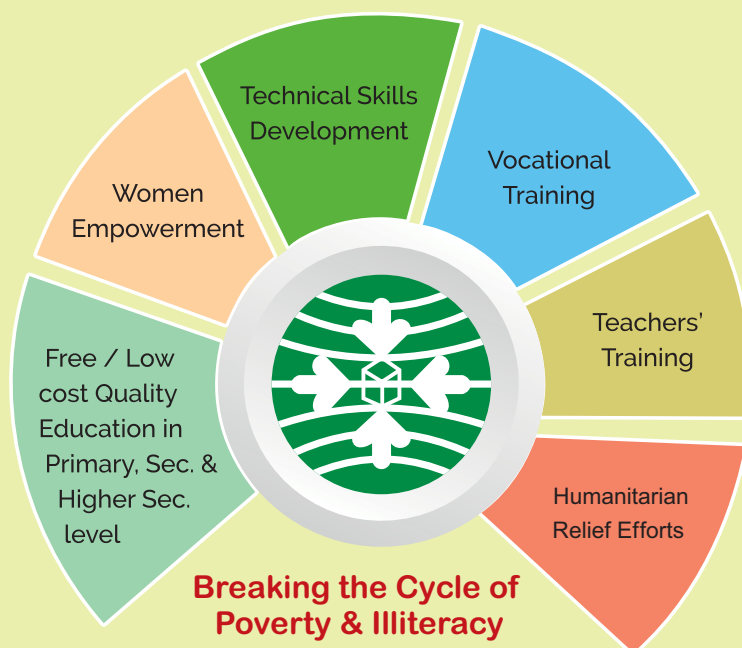 Technical Skills
Development
Vocational
Training
Women
Empowerment
Teachers’
Training
Free / Low
cost Quality
Education in
Primary, Sec. &
Higher Sec.
level
Humanitarian
Relief Efforts
Breaking the Cycle of
Poverty & Illiteracy